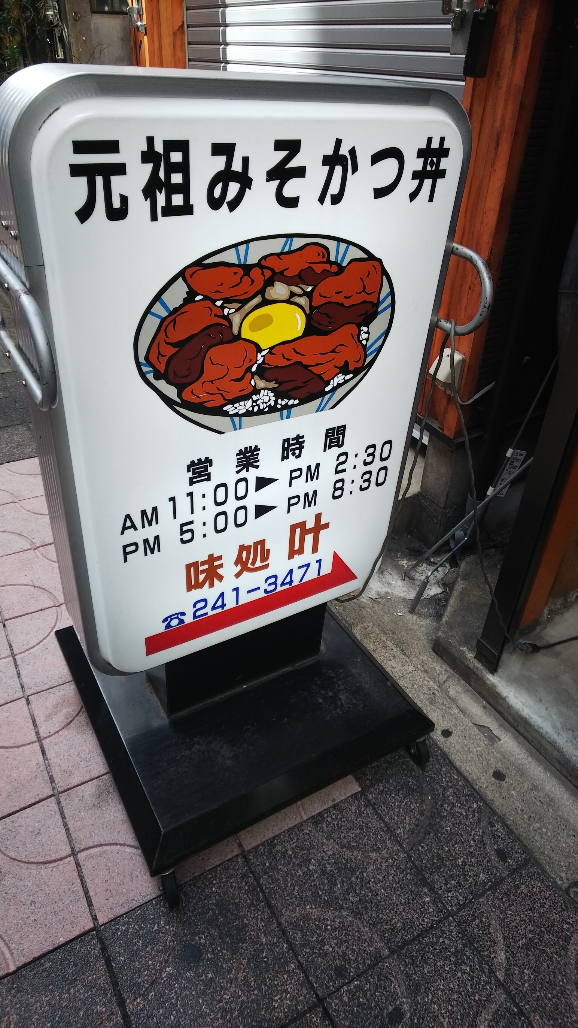 元祖みそかつ丼
営業時間
AM 11:00▶PM 2:30
PM 5:00▶PM 8:30
味処 叶
☎241-3471